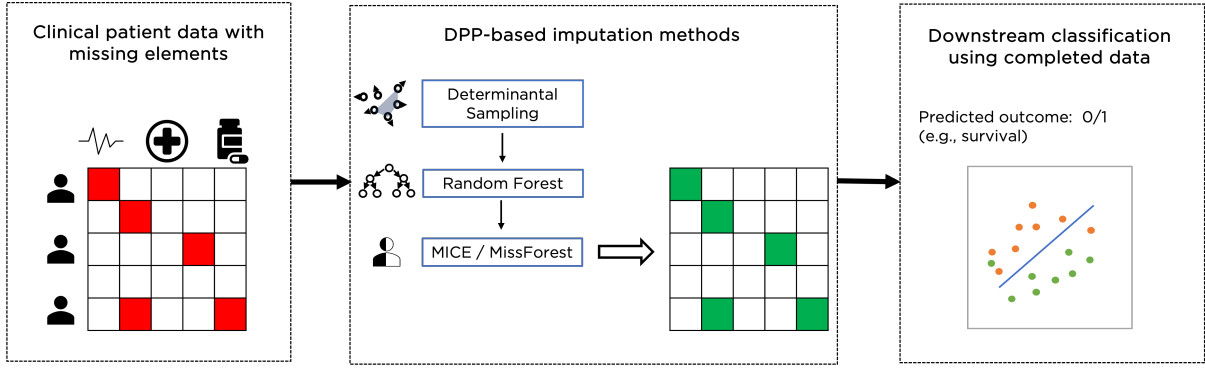 Clinical patient data with
missing elements
DPP-based imputation methods
Determinantal
Sampling
Random Forest
MICE / MissForest
Downstream classification
using completed data
Predicted outcome: 0/1
(e.g., survival)